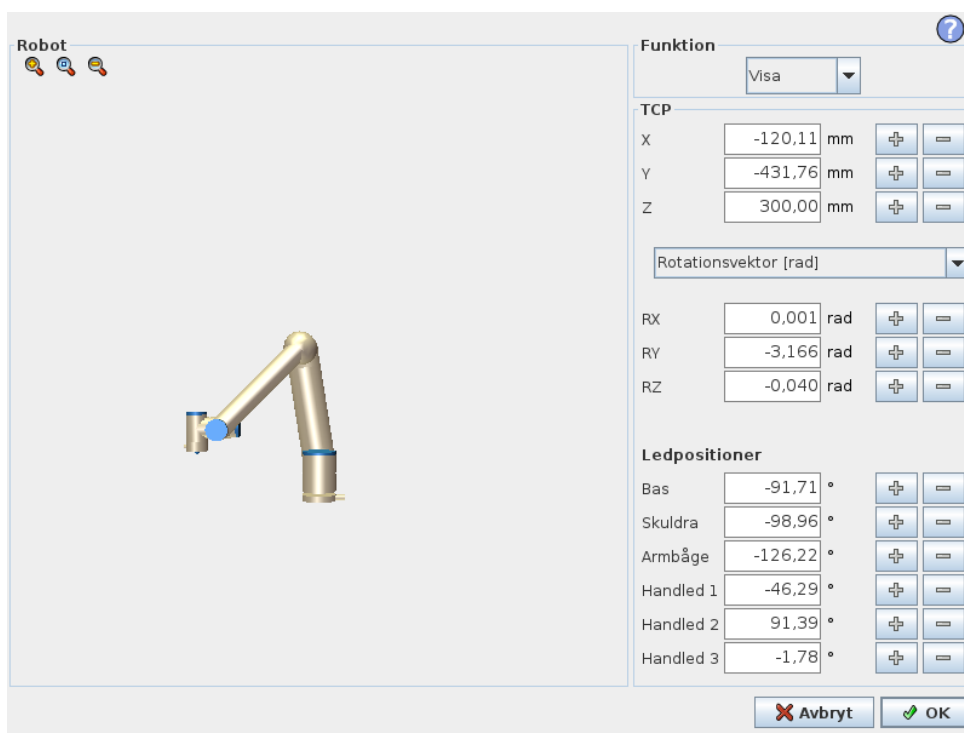 ?
Robot
Funktion
Visa
TCP
X -120,11 mm
Y -431,76 mm
Z 300,00 mm
Rotationsvektor [rad]
RX 0,001 rad
RY -3,166 rad
RZ -0,040 rad
Ledpositioner
Bas -91,71 °
Skuldra -98,96 °
Armbåge -126,22 °
Handled 1 -46,29 °
Handled 2 91,39 °
Handled 3 -1,78 °
Avbryt OK